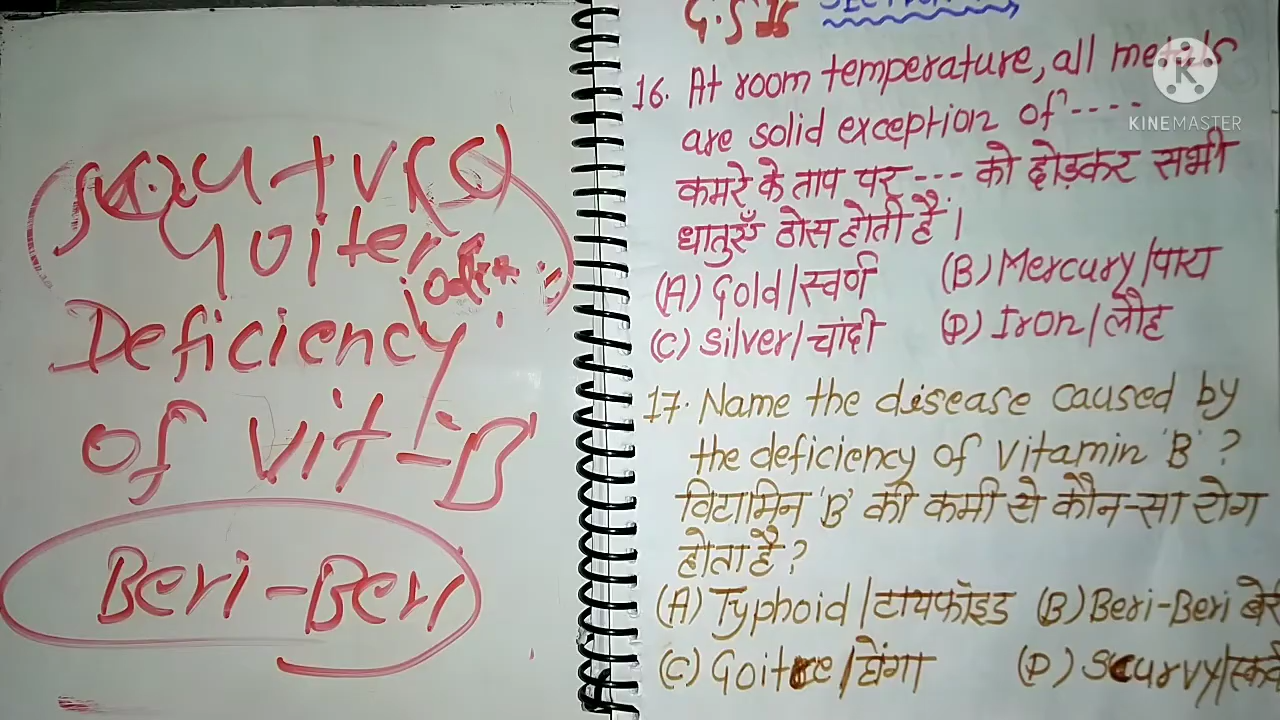 Goiter
Deficiency
of vit-B
Beri-Beri
G.S
16. At room temperature, all metals
are solid exception of ----
कमरे के ताप पर --- को छोड़कर सभी
धातुएँ ठोस होती हैं।
(A) Gold/स्वर्ण (B) Mercury/पारा
(C) Silver/चांदी (D) Iron/लौह
17. Name the disease caused by
the deficiency of Vitamin 'B' ?
विटामिन 'B' की कमी से कौन-सा रोग
होता है ?
(A) Typhoid/टायफॉइड (B) Beri-Beri
(C) Goitre/घेंगा (D) Scurvy/
K
KINEMASTER